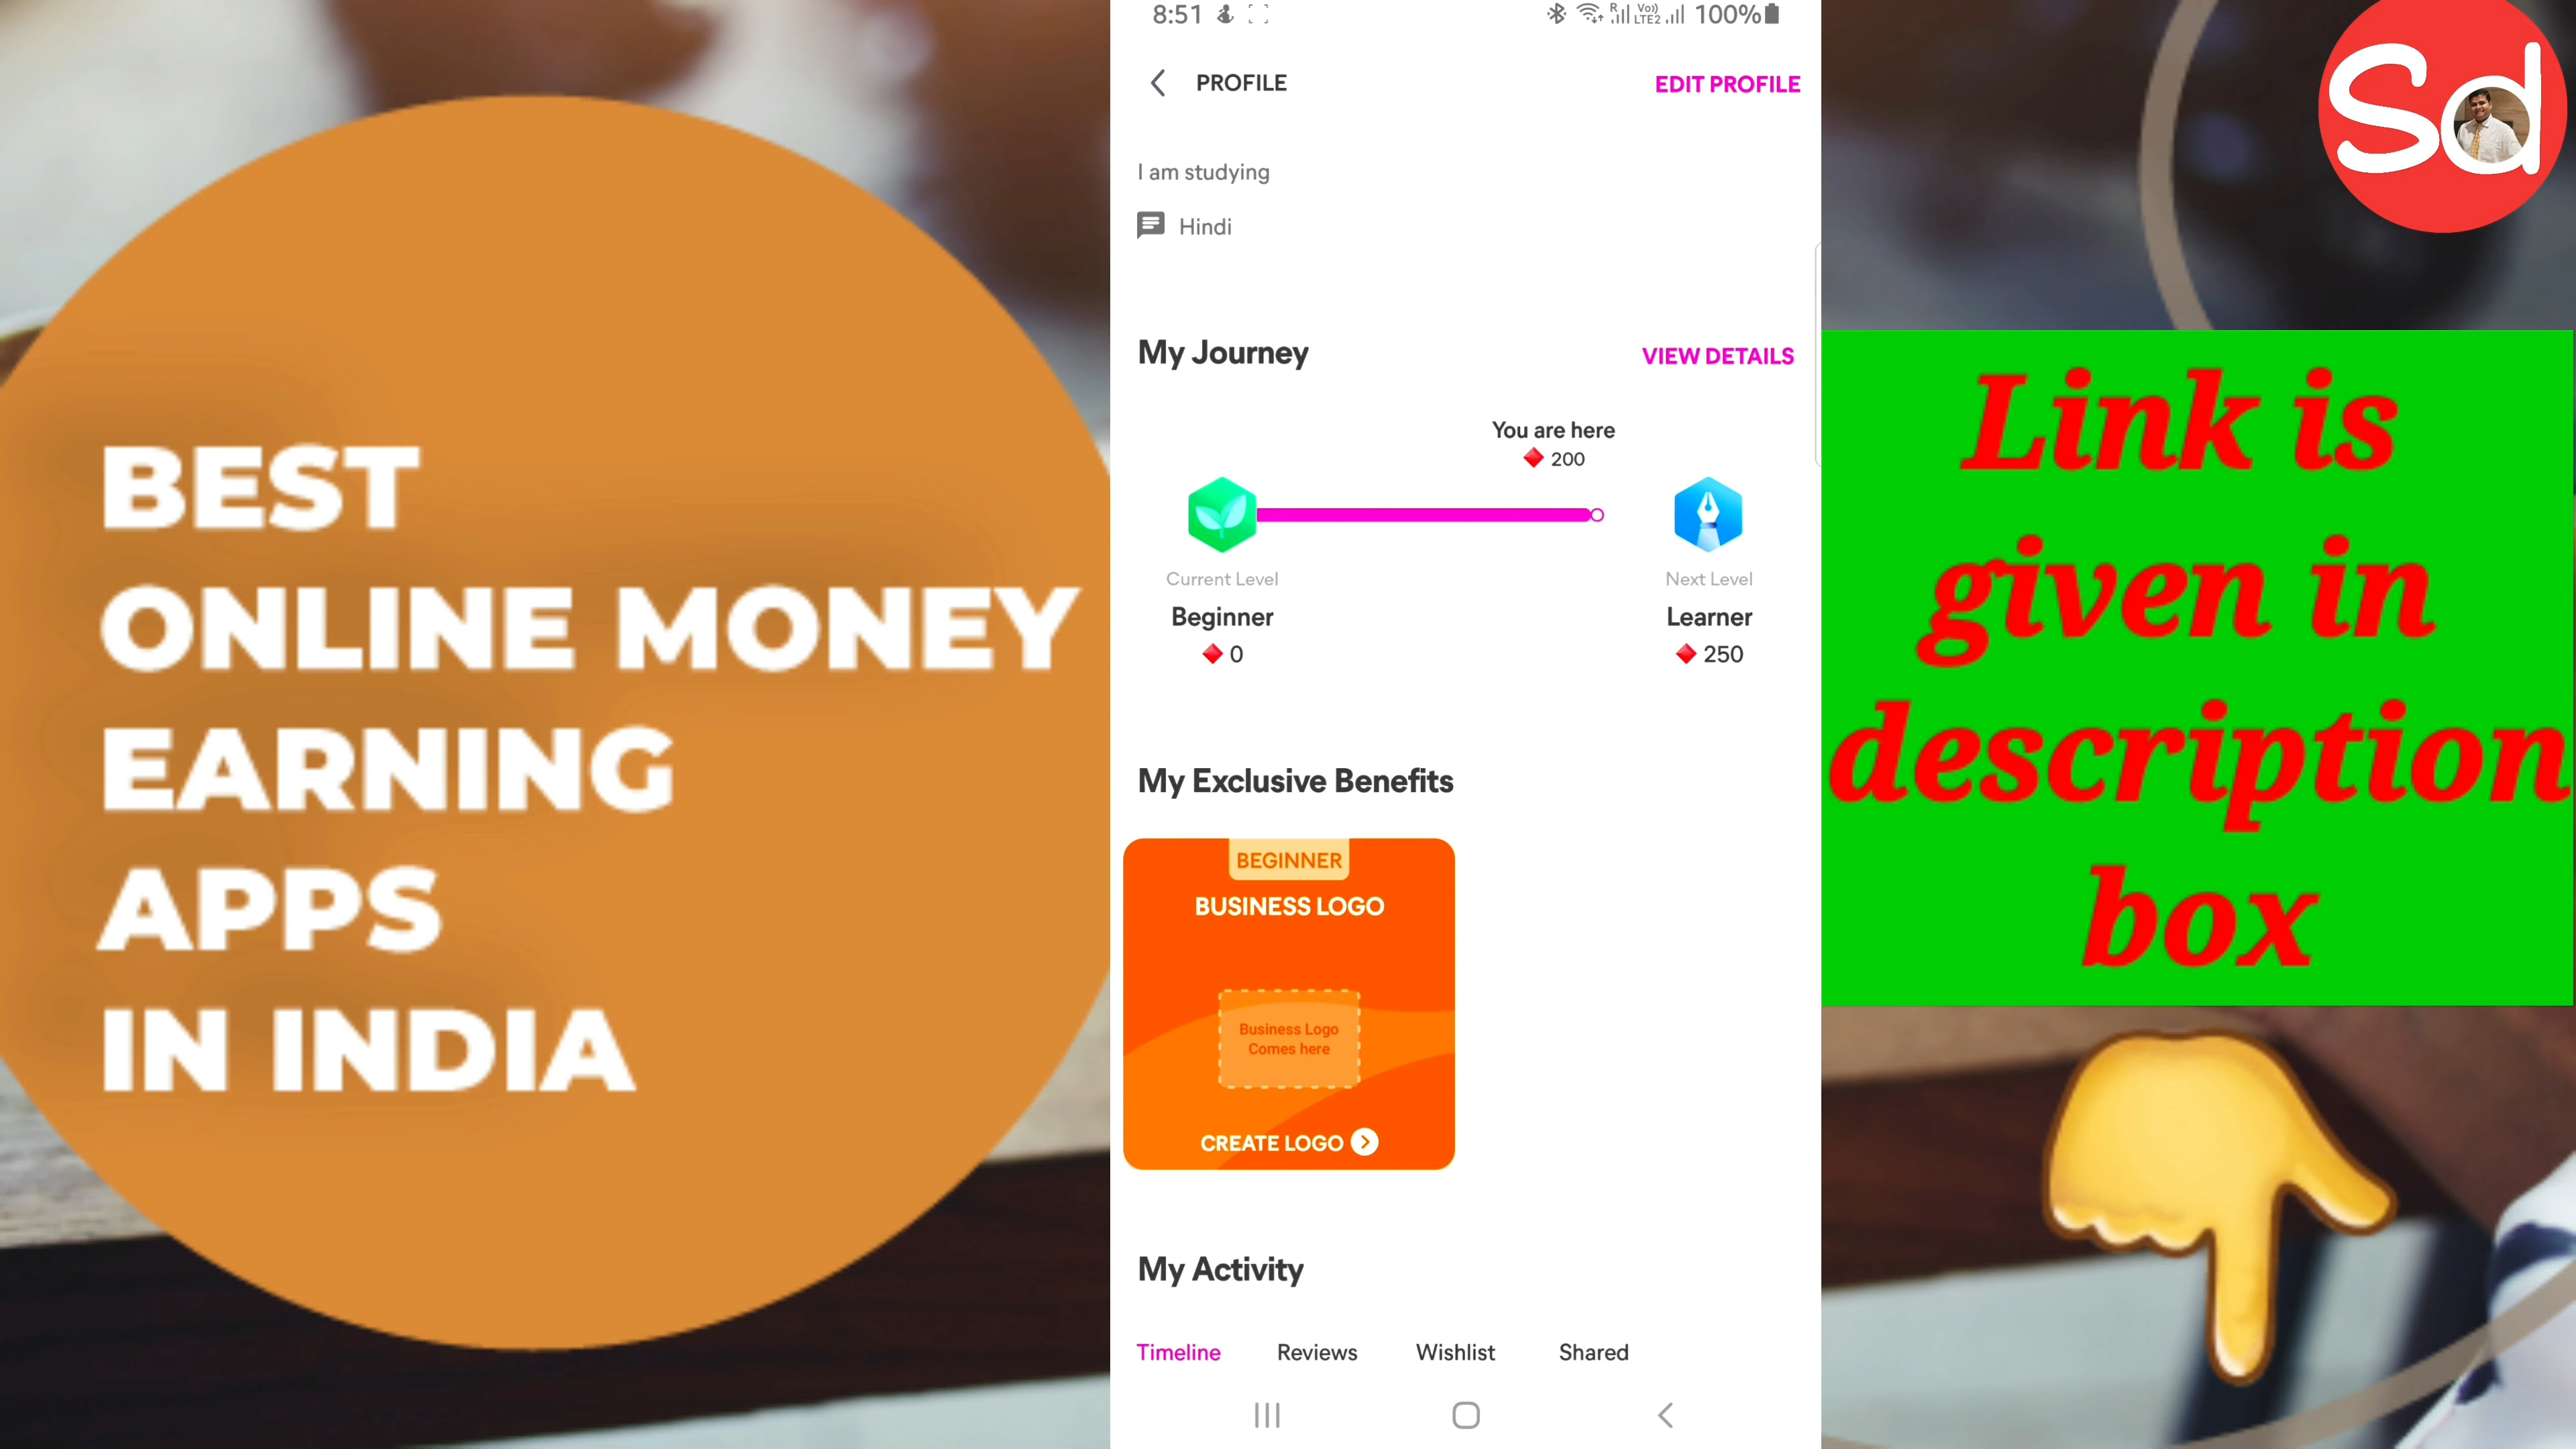 BEST
ONLINE MONEY
EARNING
APPS
IN INDIA
8:51
R
Vo)) LTE2
100%
PROFILE
EDIT PROFILE
I am studying
Hindi
My Journey
VIEW DETAILS
You are here
200
Current Level
Next Level
Beginner
Learner
0
250
My Exclusive Benefits
BEGINNER
BUSINESS LOGO
Business Logo
Comes here
CREATE LOGO
My Activity
Timeline
Reviews
Wishlist
Shared
Sd
Link is
given in
description
box